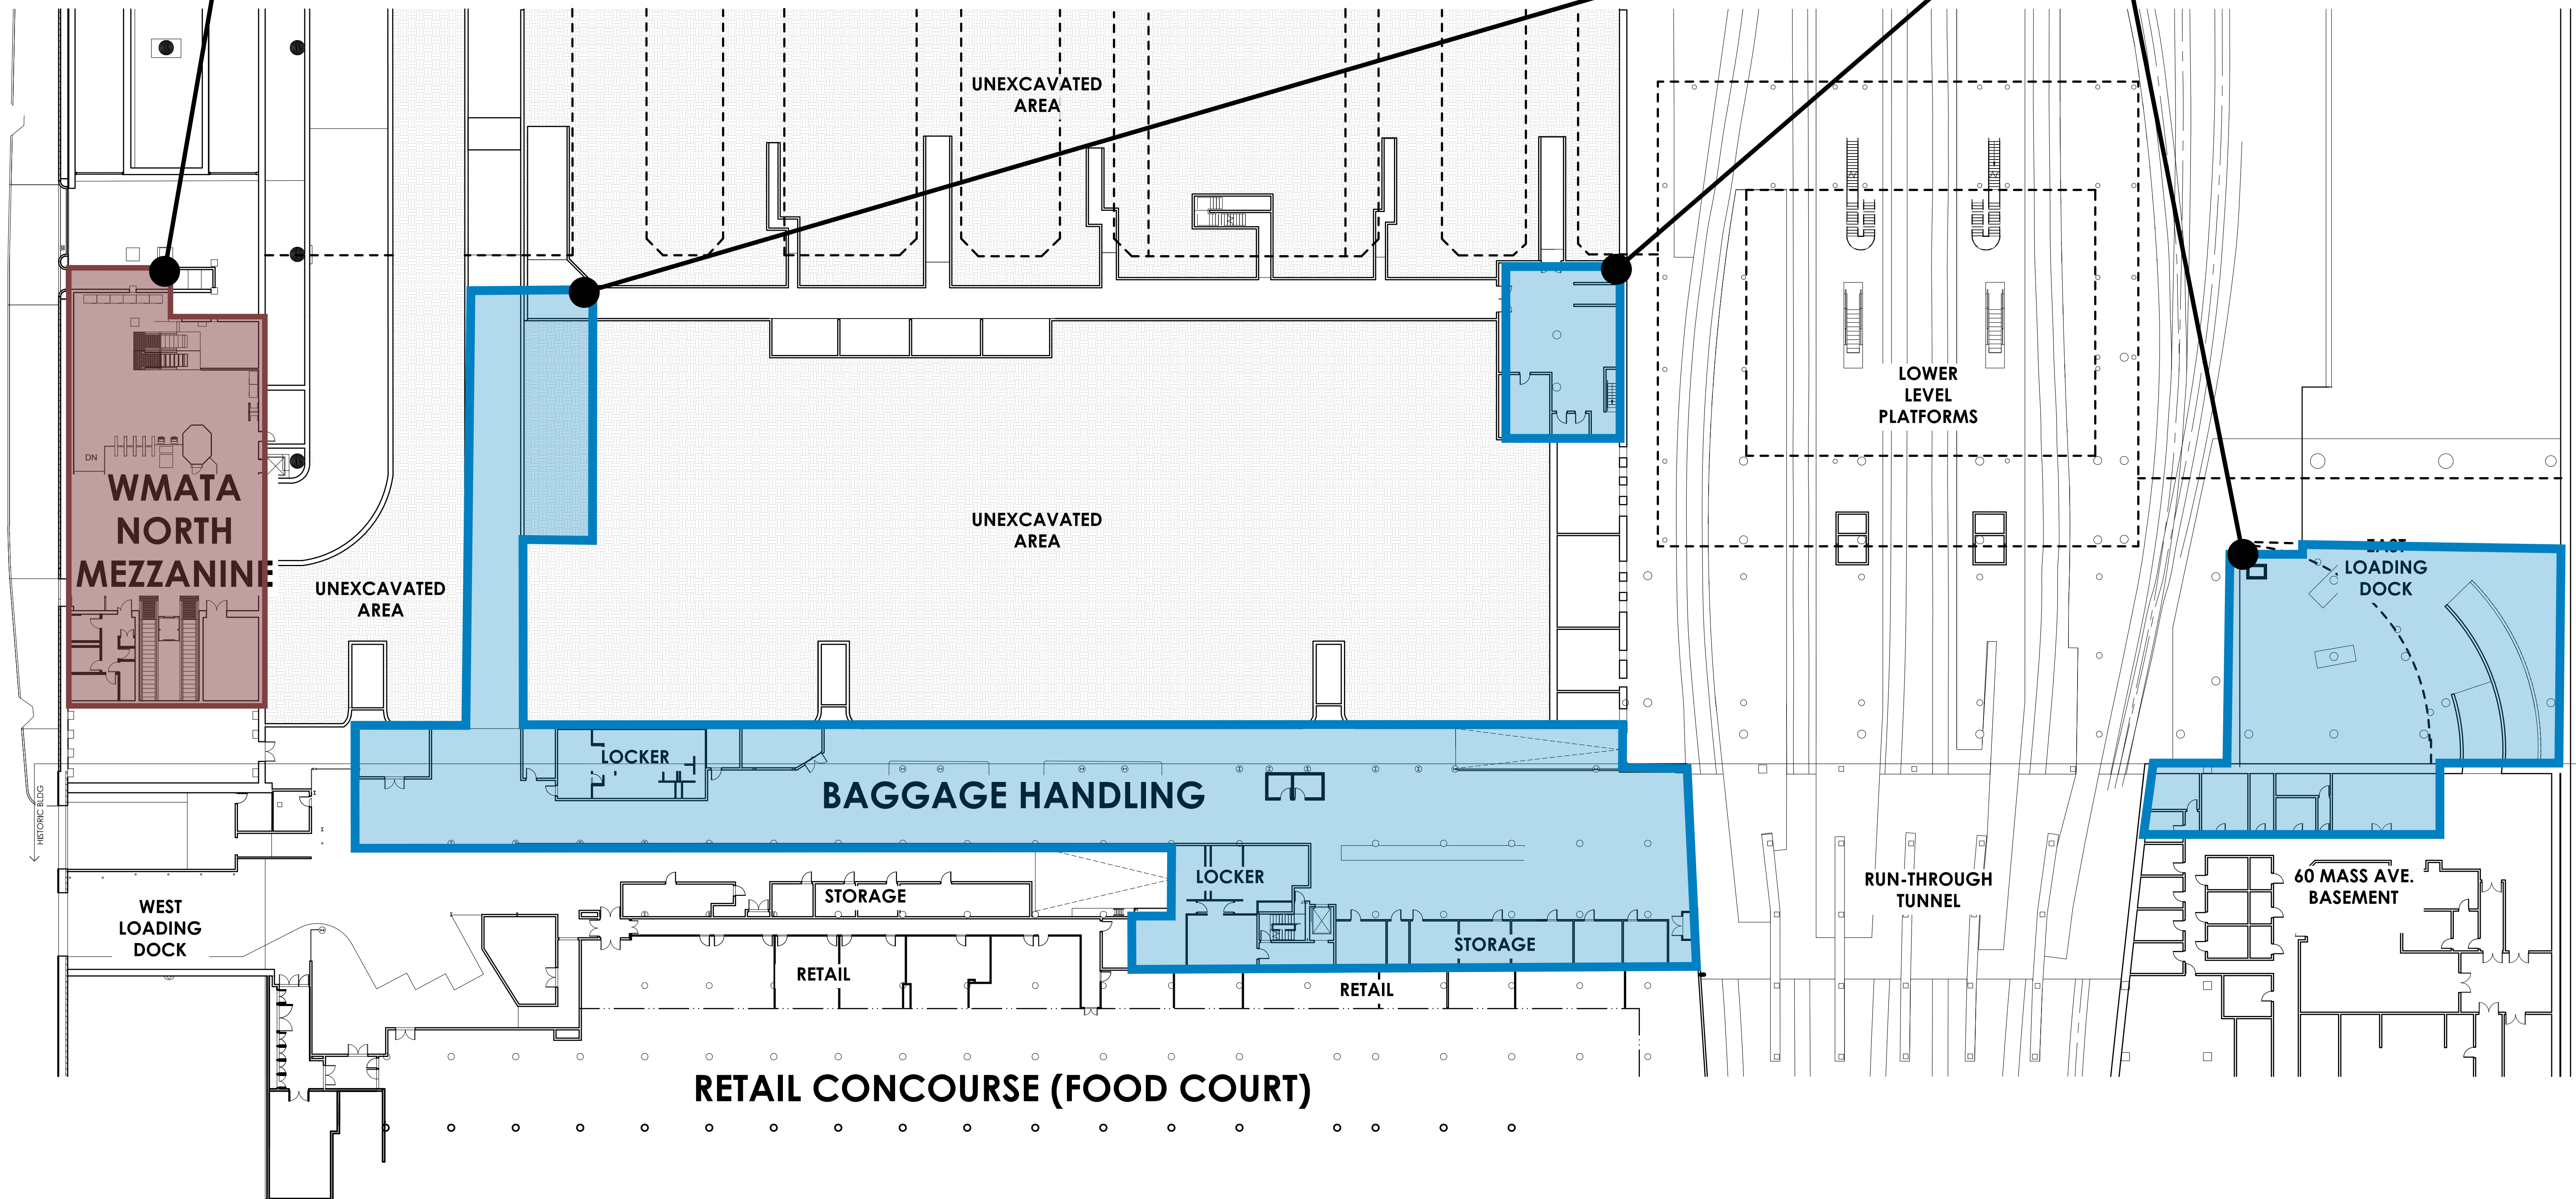 UNEXCAVATED
AREA
LOWER
LEVEL
PLATFORMS
DN
WMATA
NORTH
MEZZANINE
UNEXCAVATED
AREA
UNEXCAVATED
AREA
EAST
LOADING
DOCK
LOCKER
BAGGAGE HANDLING
HISTORIC BLDG
LOCKER
STORAGE
RUN-THROUGH
TUNNEL
60 MASS AVE.
BASEMENT
WEST
LOADING
DOCK
STORAGE
RETAIL
RETAIL
RETAIL CONCOURSE (FOOD COURT)